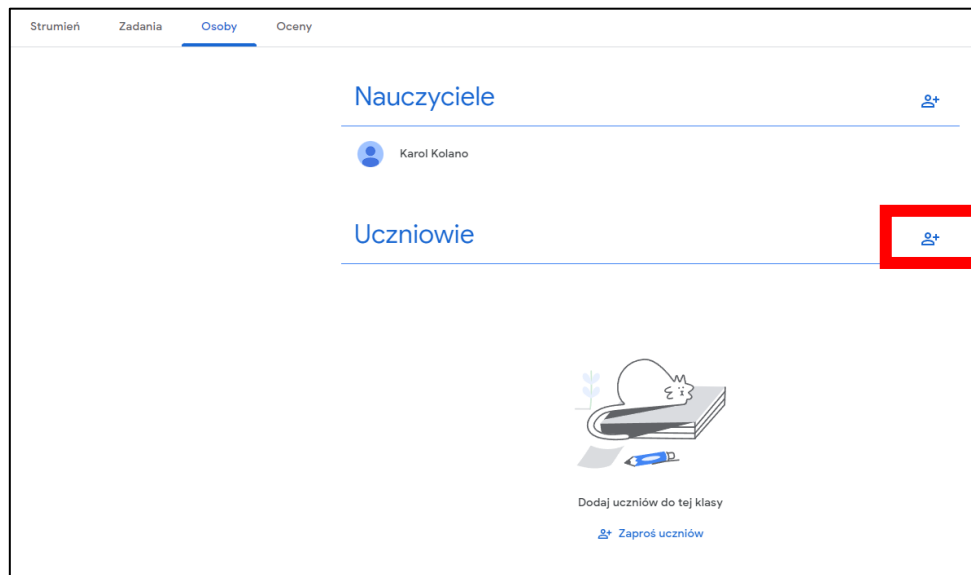 Strumień Zadania Osoby Oceny
Nauczyciele
Karol Kolano
Uczniowie
Dodaj uczniów do tej klasy
Zaproś uczniów